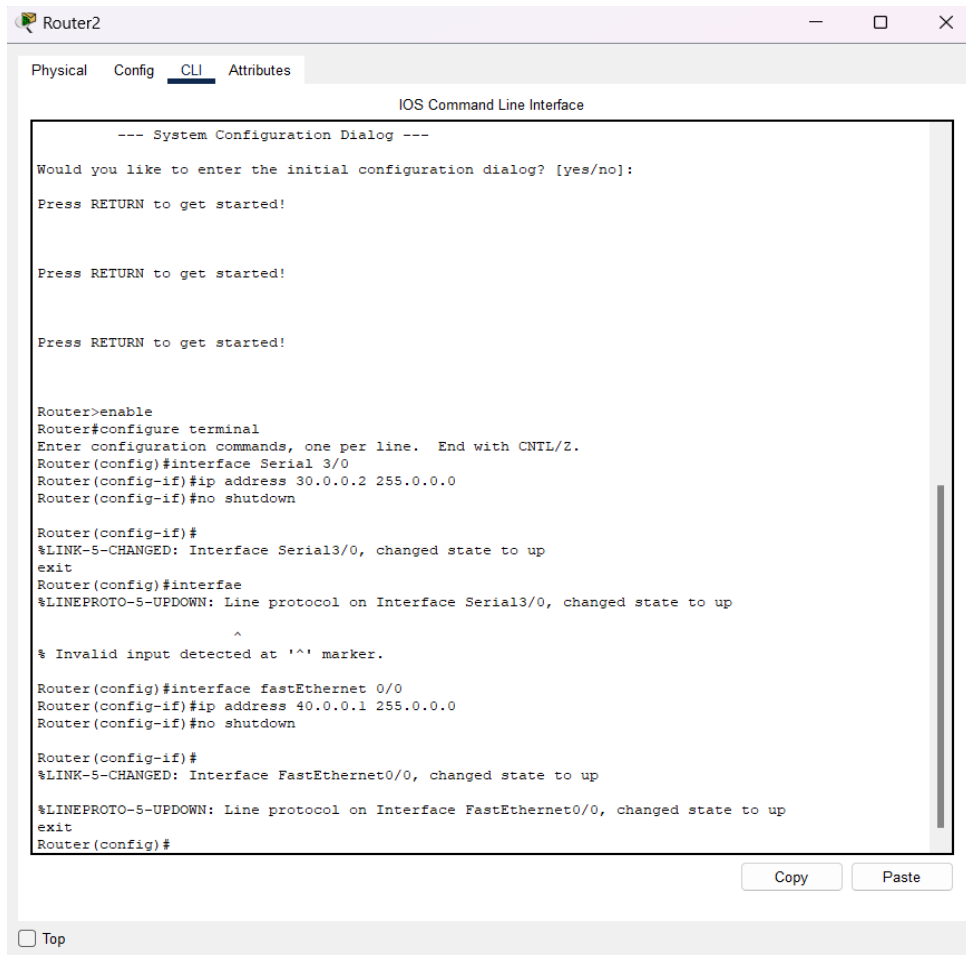 Router2
Physical Config CLI Attributes
IOS Command Line Interface
--- System Configuration Dialog ---
Would you like to enter the initial configuration dialog? [yes/no]:
Press RETURN to get started!
Press RETURN to get started!
Press RETURN to get started!
Router>enable
Router#configure terminal
Enter configuration commands, one per line.  End with CNTL/Z.
Router(config)#interface Serial 3/0
Router(config-if)#ip address 30.0.0.2 255.0.0.0
Router(config-if)#no shutdown
Router(config-if)#
%LINK-5-CHANGED: Interface Serial3/0, changed state to up
exit
Router(config)#interfae
%LINEPROTO-5-UPDOWN: Line protocol on Interface Serial3/0, changed state to up
^
% Invalid input detected at '^' marker.
Router(config)#interface fastEthernet 0/0
Router(config-if)#ip address 40.0.0.1 255.0.0.0
Router(config-if)#no shutdown
Router(config-if)#
%LINK-5-CHANGED: Interface FastEthernet0/0, changed state to up
%LINEPROTO-5-UPDOWN: Line protocol on Interface FastEthernet0/0, changed state to up
exit
Router(config)#
Copy Paste
Top